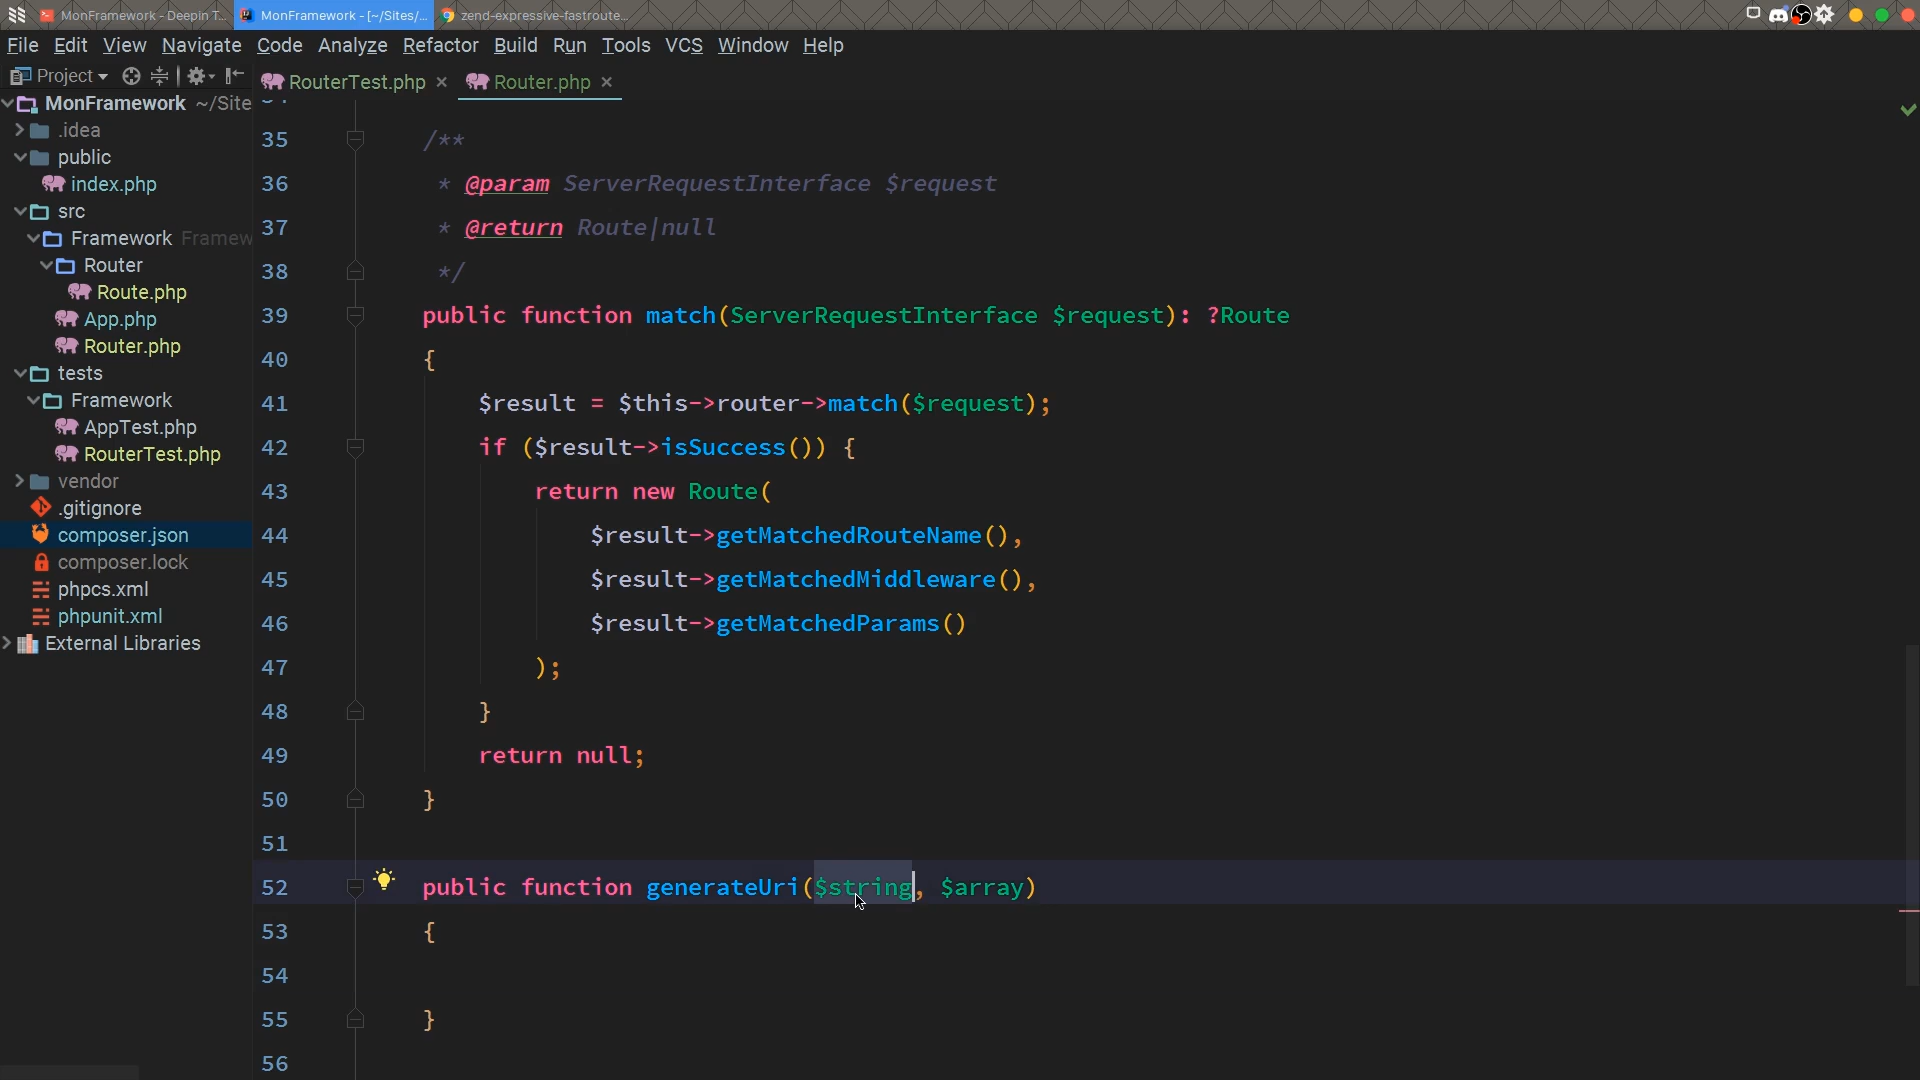 MonFramework - Deepin T...
MonFramework - [~/Sites/...
zend-expressive-fastroute...
File Edit View Navigate Code Analyze Refactor Build Run Tools VCS Window Help
Project
RouterTest.php
Router.php
MonFramework ~/Site
.idea
public
index.php
src
Framework Framew
Router
Route.php
App.php
Router.php
tests
Framework
AppTest.php
RouterTest.php
vendor
.gitignore
composer.json
composer.lock
phpcs.xml
phpunit.xml
External Libraries
35 /**
36 * @param ServerRequestInterface $request
37 * @return Route|null
38 */
39 public function match(ServerRequestInterface $request): ?Route
40 {
41 $result = $this->router->match($request);
42 if ($result->isSuccess()) {
43 return new Route(
44 $result->getMatchedRouteName(),
45 $result->getMatchedMiddleware(),
46 $result->getMatchedParams()
47 );
48 }
49 return null;
50 }
51
52 public function generateUri($string, $array)
53 {
54
55 }
56